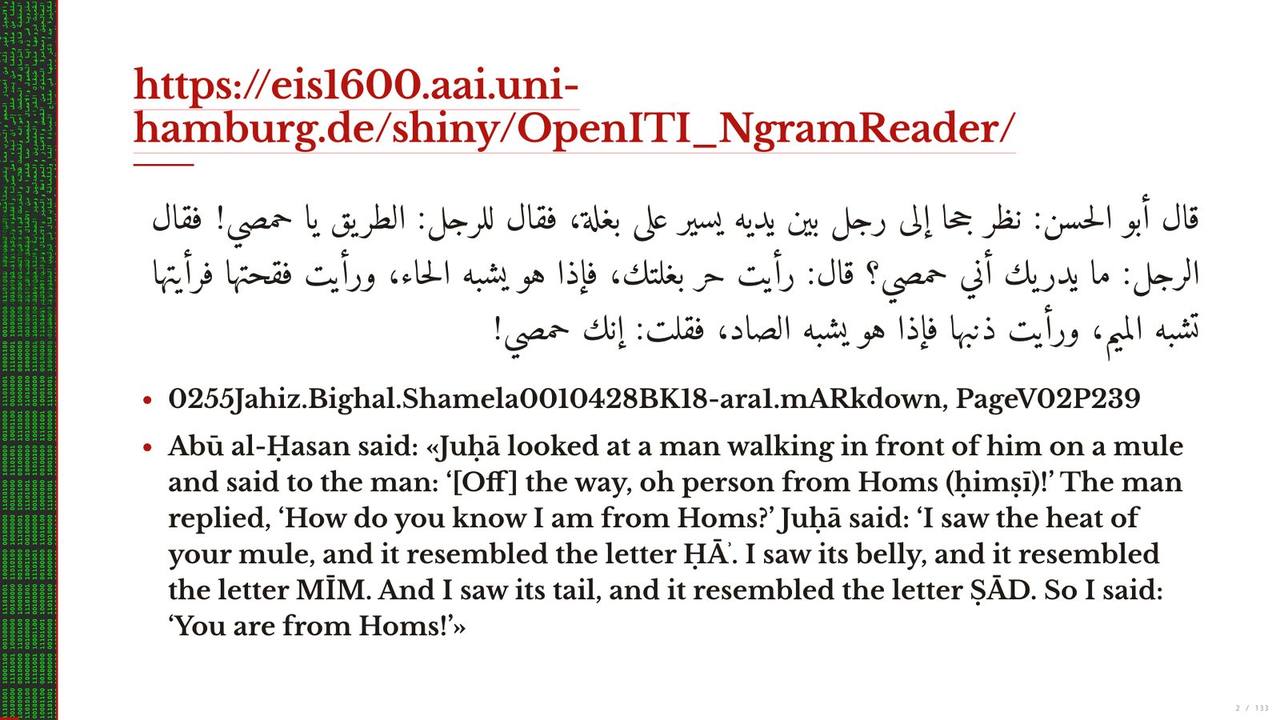 https://eis1600.aai.uni-
hamburg.de/shiny/OpenITI_NgramReader/
قال أبو الحسن: نظر جحا إلى رجل بين يديه يسير على بغلة، فقال للرجل: الطريق يا حمصي! فقال
الرجل: ما يدريك أني حمصي؟ قال: رأيت حر بغلتك، فإذا هو يشبه الحاء، ورأيت فقحتها فرأيتها
تشبه الميم، ورأيت ذنبها فإذا هو يشبه الصاد، فقلت: إنك حمصي!
• 0255Jahiz.Bighal.Shamela0010428BK18-ara1.mARkdown, PageV02P239
• Abū al-Ḥasan said: «Juḥā looked at a man walking in front of him on a mule
and said to the man: ‘[Off] the way, oh person from Homs (ḥimṣī)!’ The man
replied, ‘How do you know I am from Homs?’ Juḥā said: ‘I saw the heat of
your mule, and it resembled the letter ḤĀʾ. I saw its belly, and it resembled
the letter MĪM. And I saw its tail, and it resembled the letter ṢĀD. So I said:
‘You are from Homs!’»
2 / 133